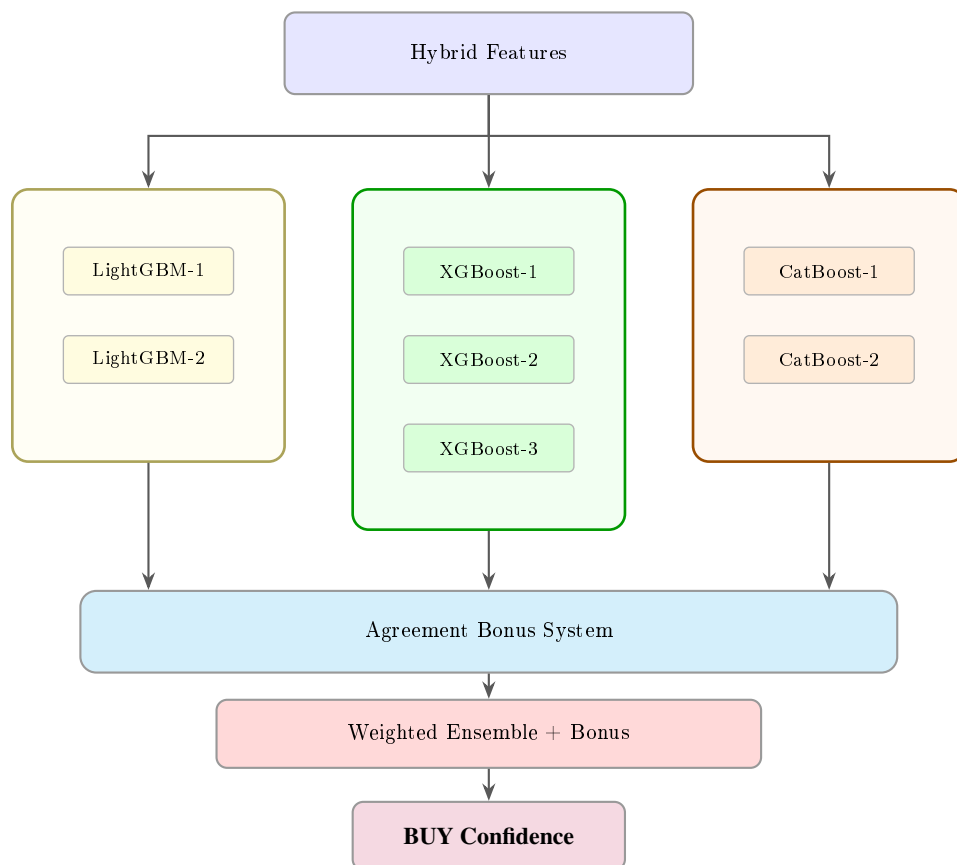 Hybrid Features
LightGBM-1
LightGBM-2
XGBoost-1
XGBoost-2
XGBoost-3
CatBoost-1
CatBoost-2
Agreement Bonus System
Weighted Ensemble + Bonus
BUY Confidence